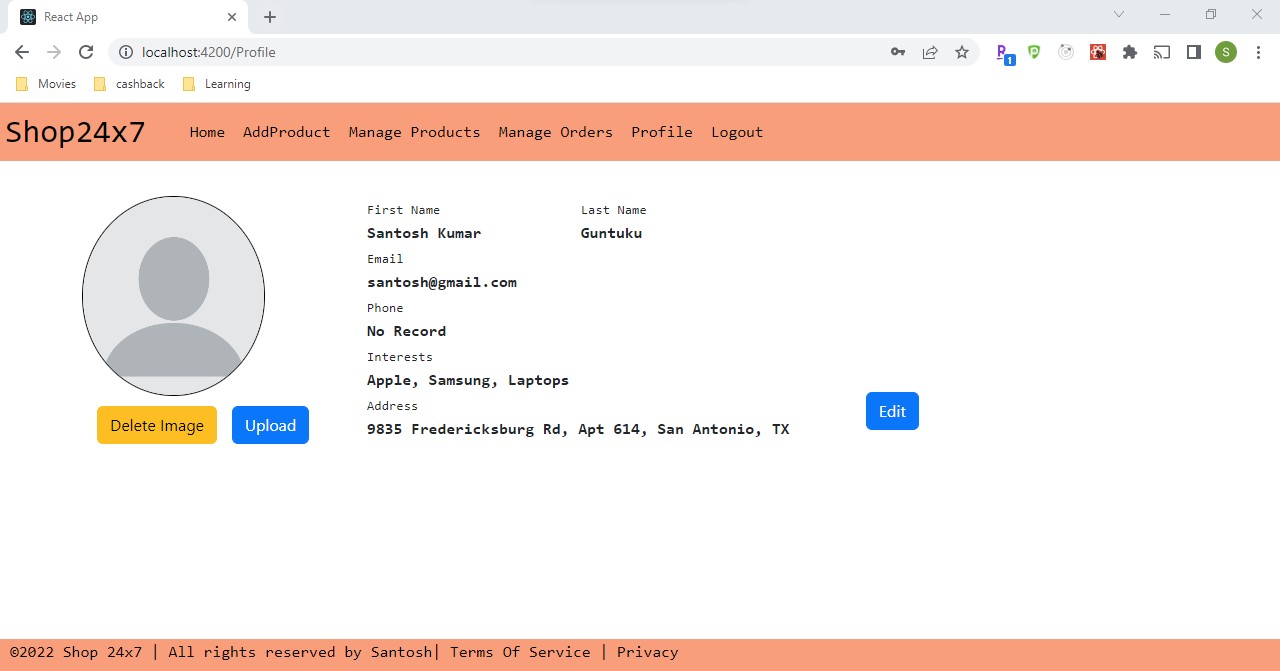 React App
localhost:4200/Profile
1
S
Movies cashback Learning
Shop24x7 Home AddProduct Manage Products Manage Orders Profile Logout
First Name Last Name
Santosh Kumar Guntuku
Email
santosh@gmail.com
Phone
No Record
Interests
Apple, Samsung, Laptops
Address
9835 Fredericksburg Rd, Apt 614, San Antonio, TX
Delete Image Upload Edit
©2022 Shop 24x7 | All rights reserved by Santosh| Terms Of Service | Privacy